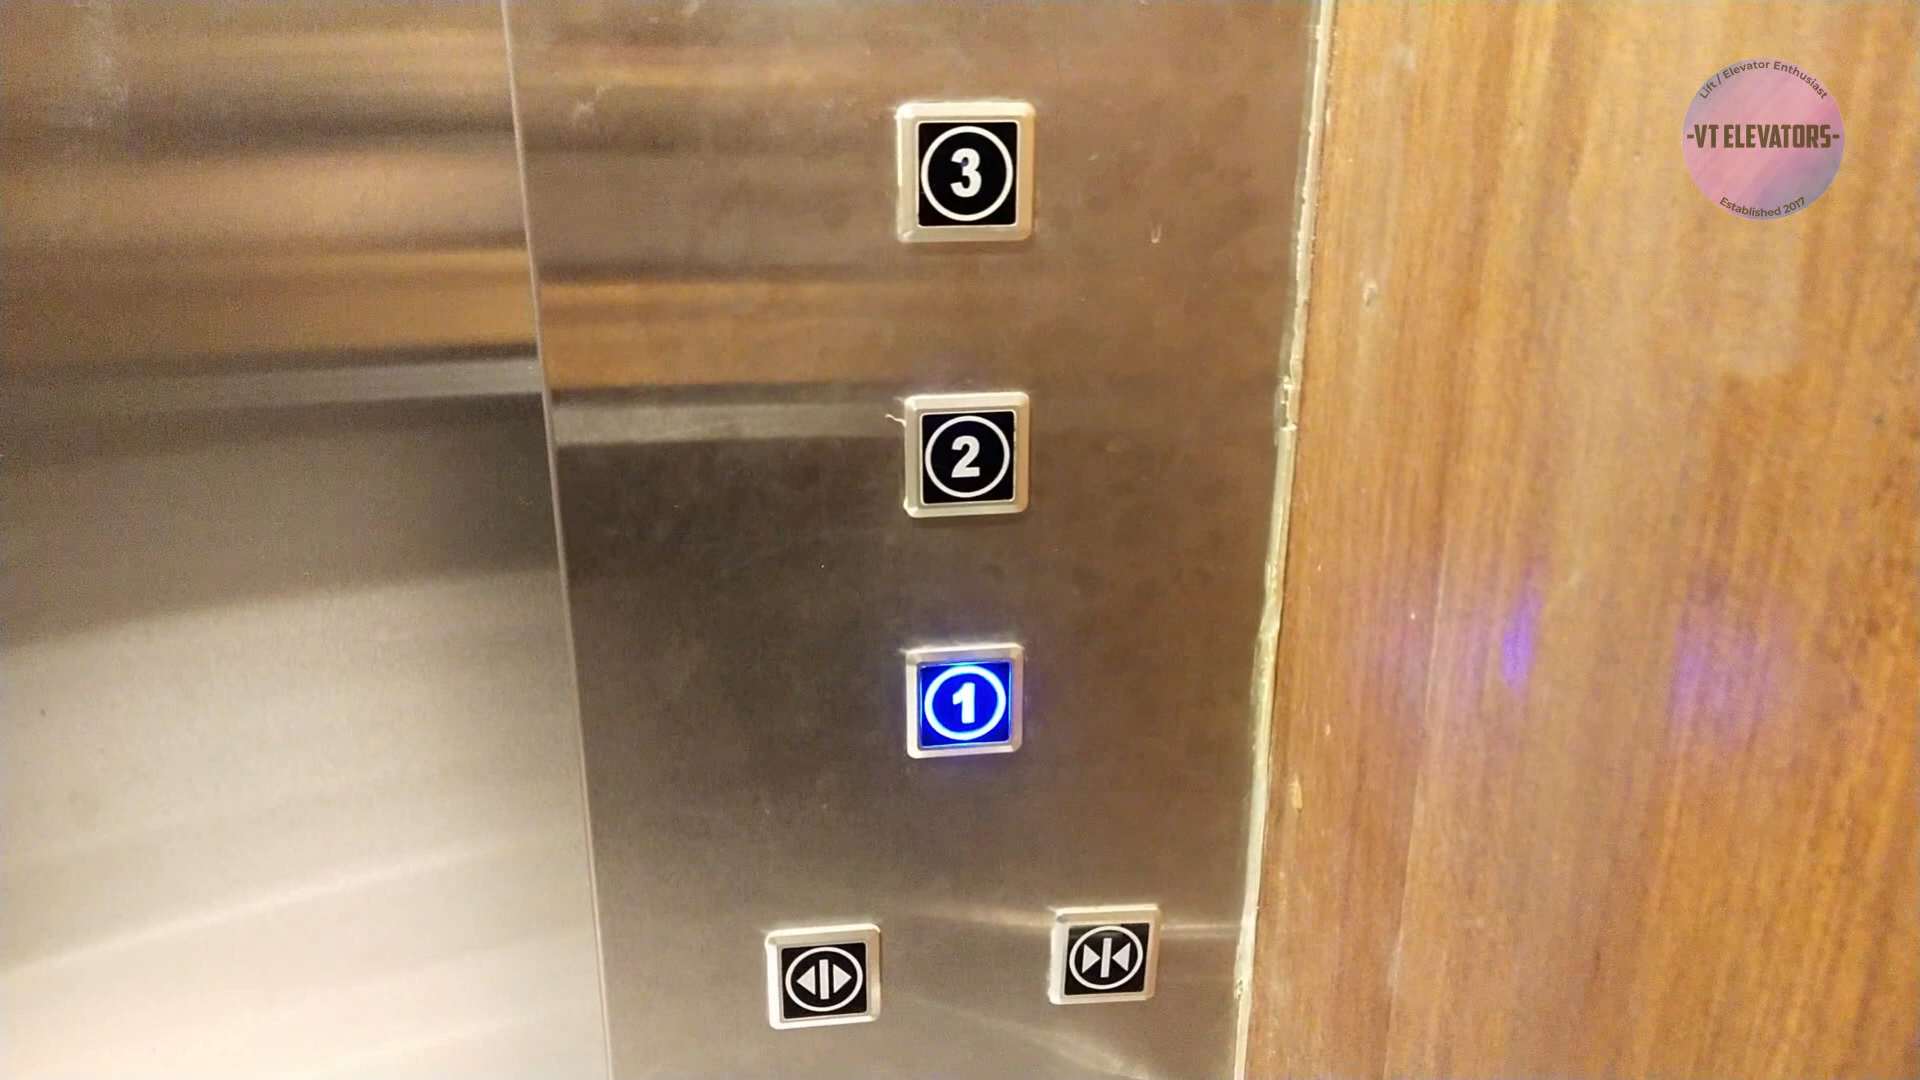 Lift / Elevator Enthusiast
-VT ELEVATORS-
Established 2017
3
2
1